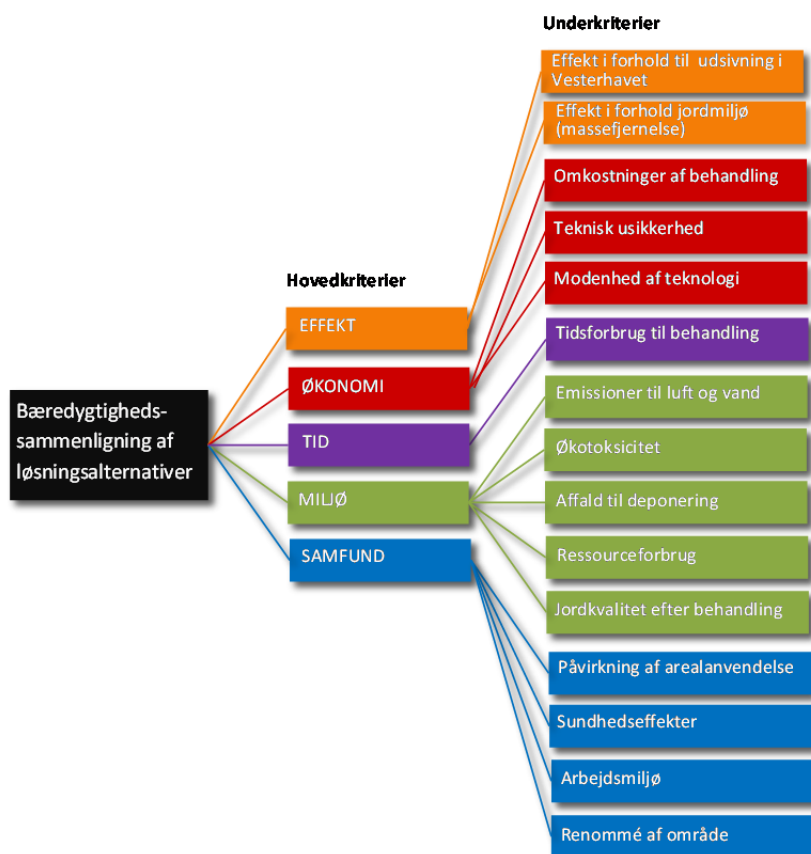 Underkriterier
Effekt i forhold til udsivning i
Vesterhavet
Effekt i forhold jordmiljø
(massefjernelse)
Omkostninger af behandling
Teknisk usikkerhed
Modenhed af teknologi
Tidsforbrug til behandling
Emissioner til luft og vand
Økotoksicitet
Affald til deponering
Ressourceforbrug
Jordkvalitet efter behandling
Påvirkning af arealanvendelse
Sundhedseffekter
Arbejdsmiljø
Renommé af område
Hovedkriterier
EFFEKT
ØKONOMI
TID
MILJØ
SAMFUND
Bæredygtigheds-
sammenligning af
løsningsalternativer